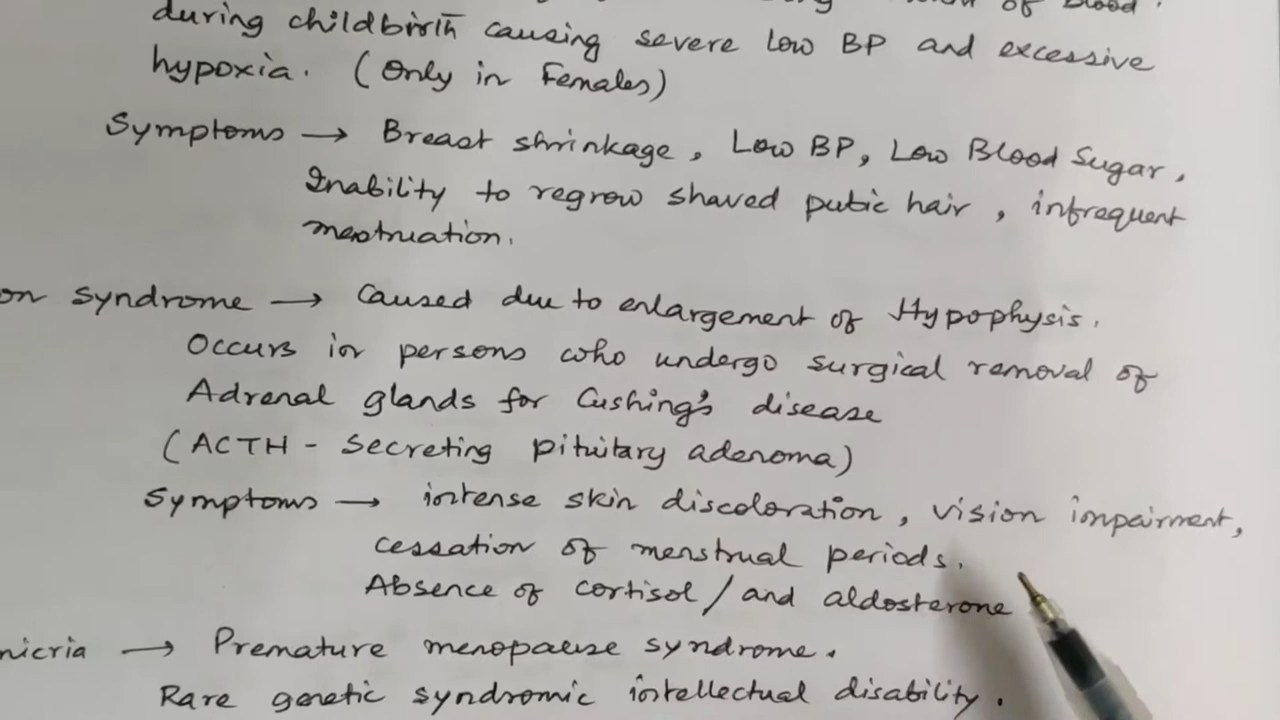 of Blood.
during childbirth causing severe low BP and excessive
hypoxia. (Only in Females)
Symptoms → Breast shrinkage, Low BP, Low Blood Sugar,
Inability to regrow shaved pubic hair, infrequent
menstruation.
on syndrome → Caused due to enlargement of Hypophysis.
Occurs in persons who undergo surgical removal of
Adrenal glands for Cushing's disease
(ACTH - Secreting pituitary adenoma)
Symptoms → intense skin discoloration, vision impairment,
cessation of menstrual periods.
Absence of cortisol / and aldosterone
nicria → Premature menopause syndrome.
Rare genetic syndromic intellectual disability.